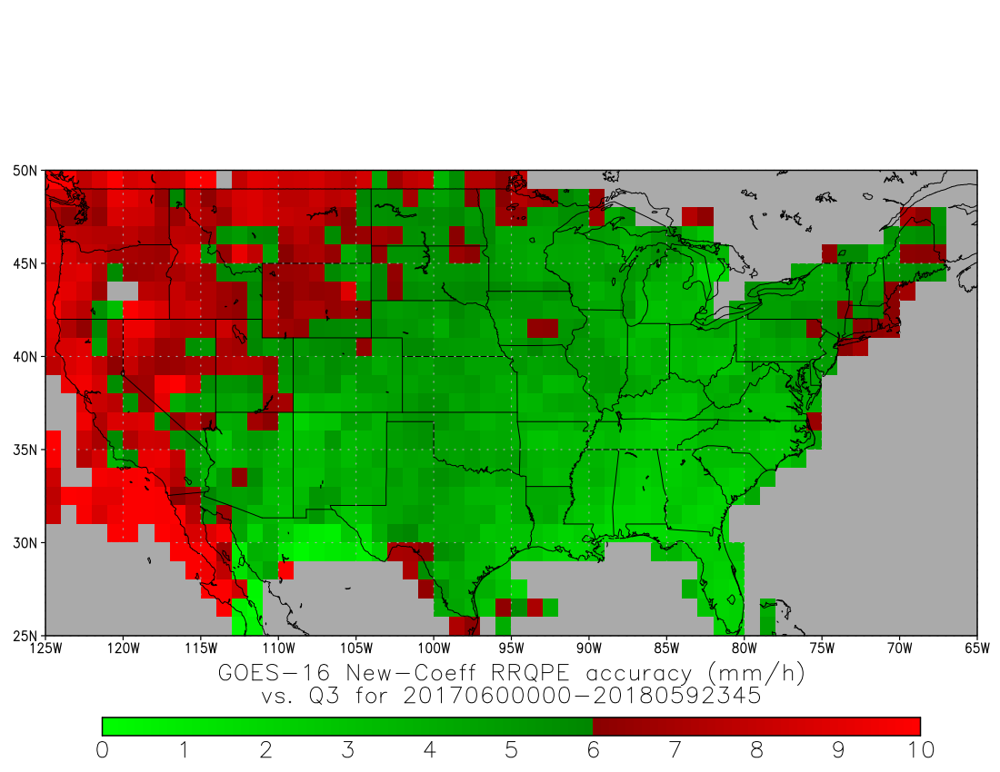 50N
45N
40N
35N
30N
25N
125W 120W 115W 110W 105W 100W 95W 90W 85W 80W 75W 70W 65W
GOES-16 New-Coeff RRQPE accuracy (mm/h)
vs. Q3 for 20170600000-20180592345
0 1 2 3 4 5 6 7 8 9 10